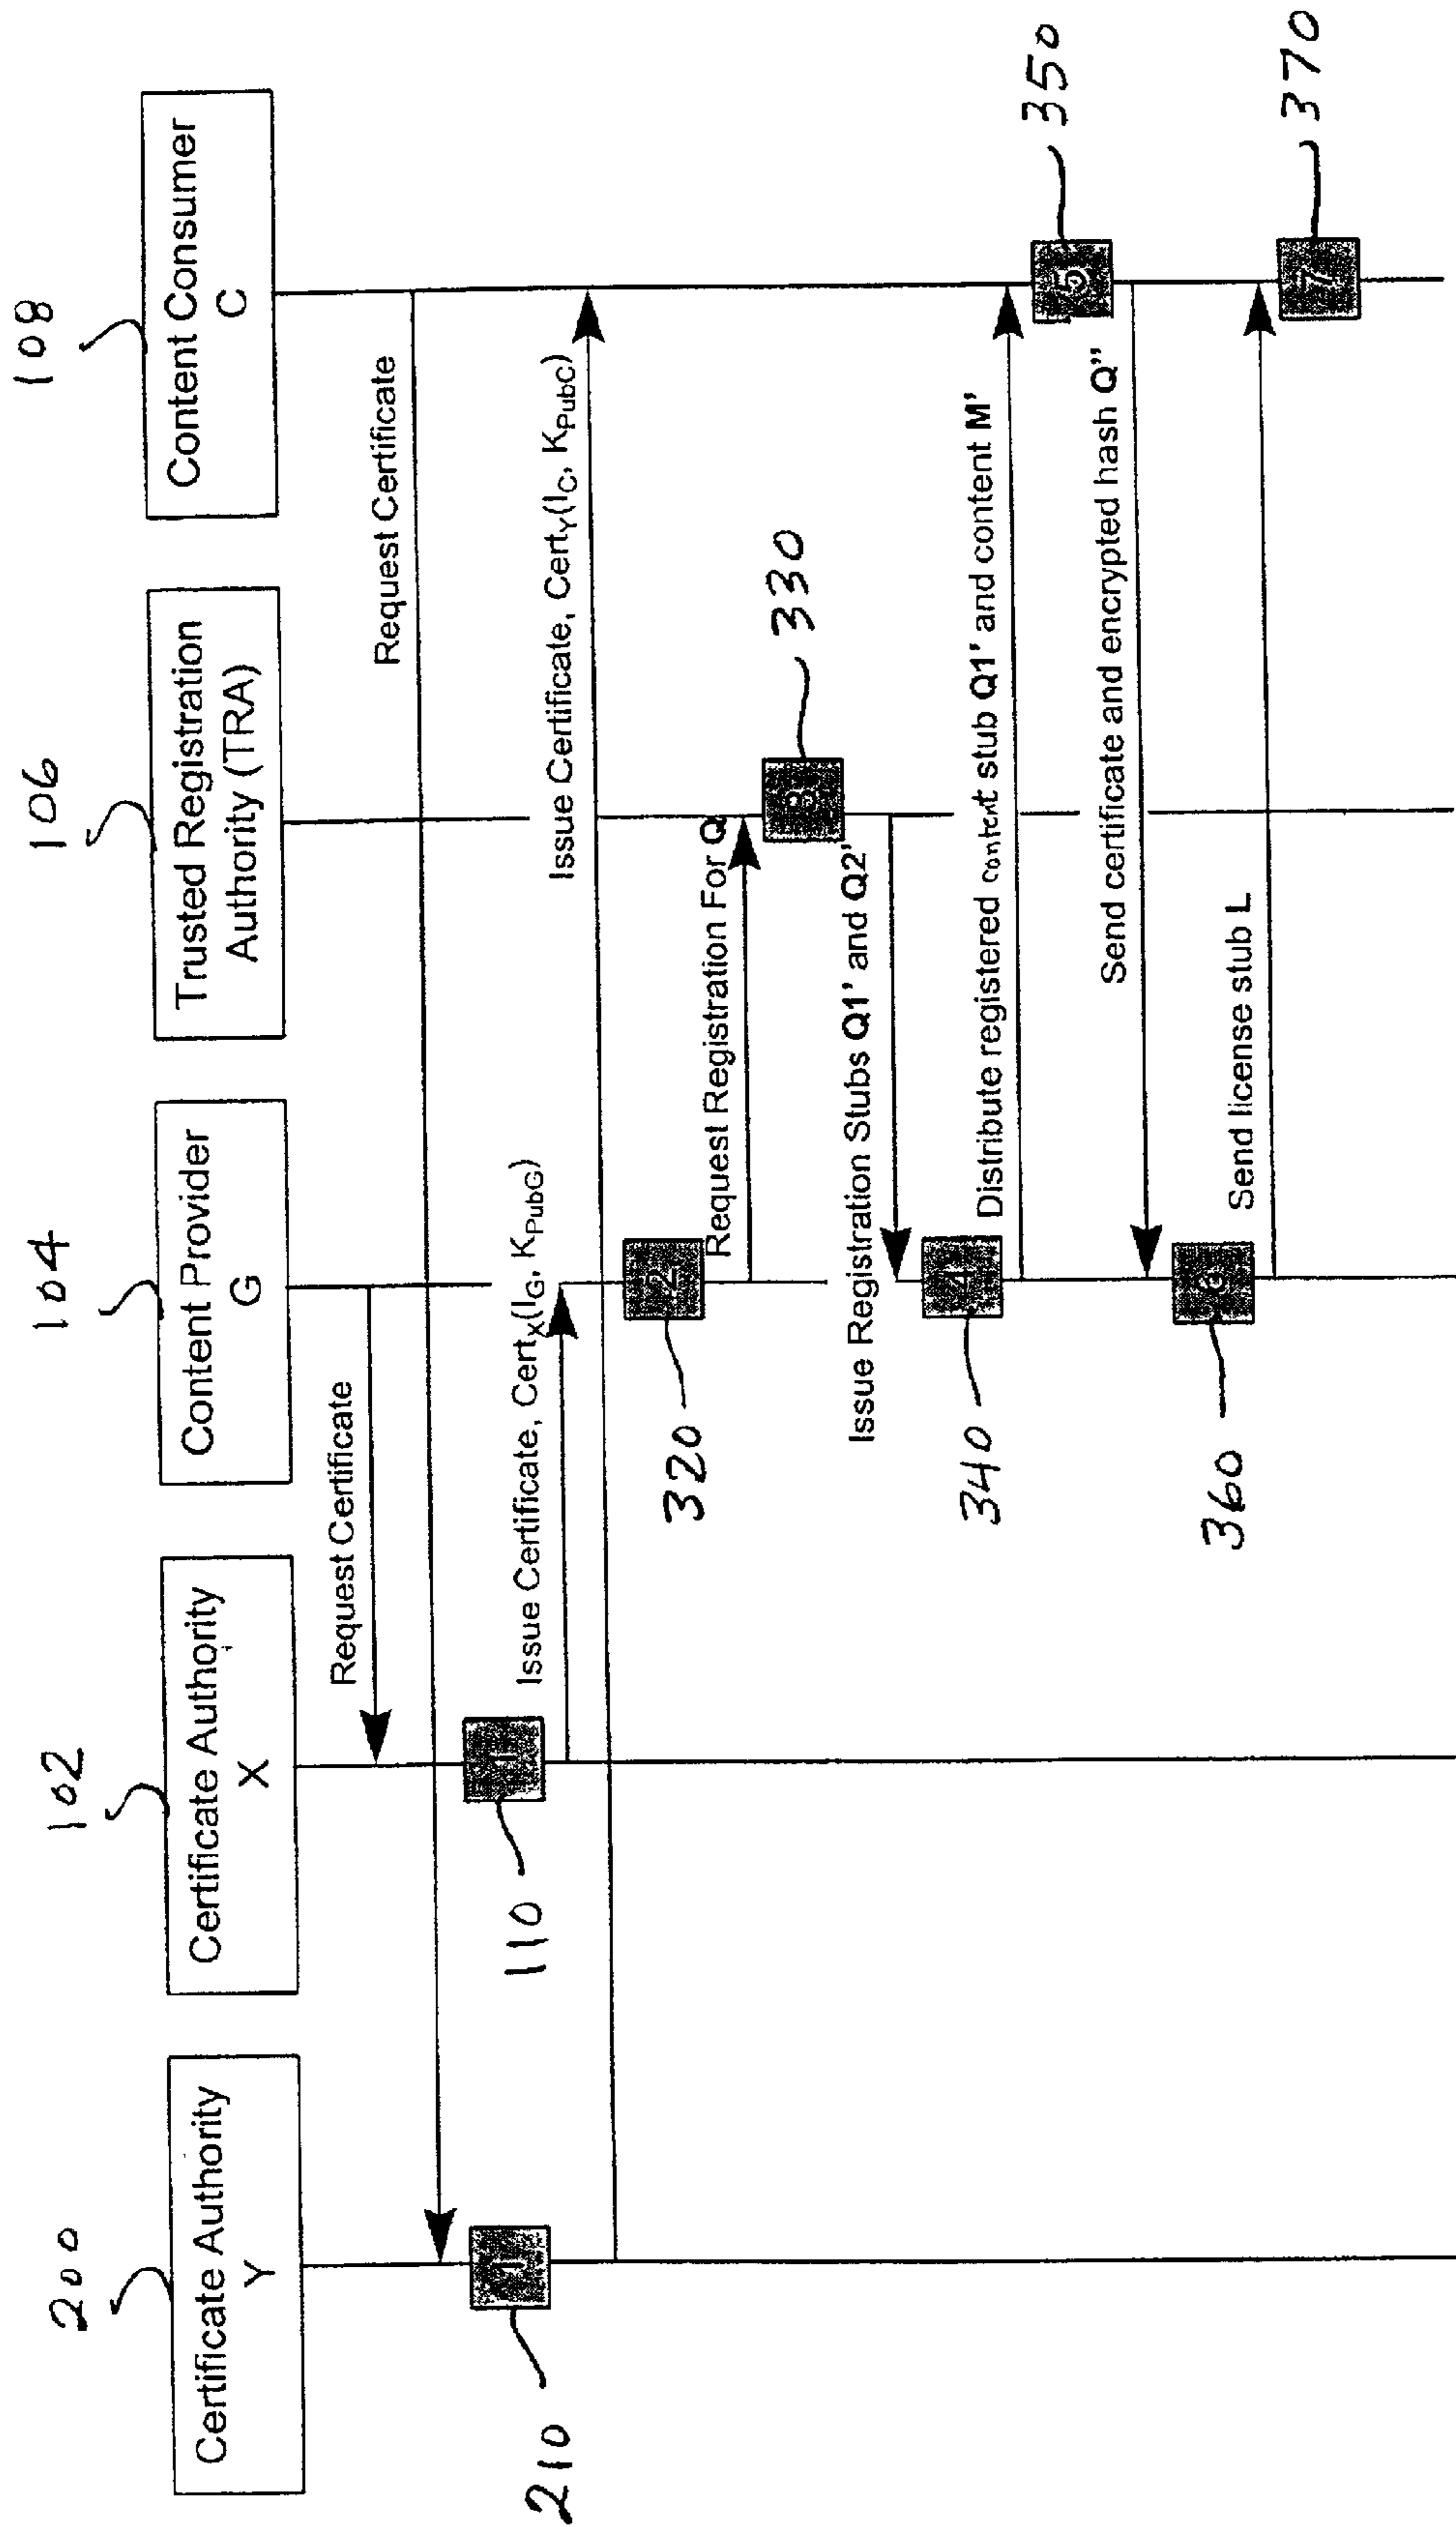 200
102
104
106
108
Certificate Authority
Y
Certificate Authority
X
Content Provider
G
Trusted Registration
Authority (TRA)
Content Consumer
C
Request Certificate
Request Certificate
210
1
110
1
Issue Certificate, CertX(IG, KPubG)
Issue Certificate, CertY(IC, KPubC)
320
2
Request Registration For Q
3
330
Issue Registration Stubs Q1' and Q2'
340
4
Distribute registered content stub Q1' and content M'
5
350
Send certificate and encrypted hash Q"
360
6
Send license stub L
7
370